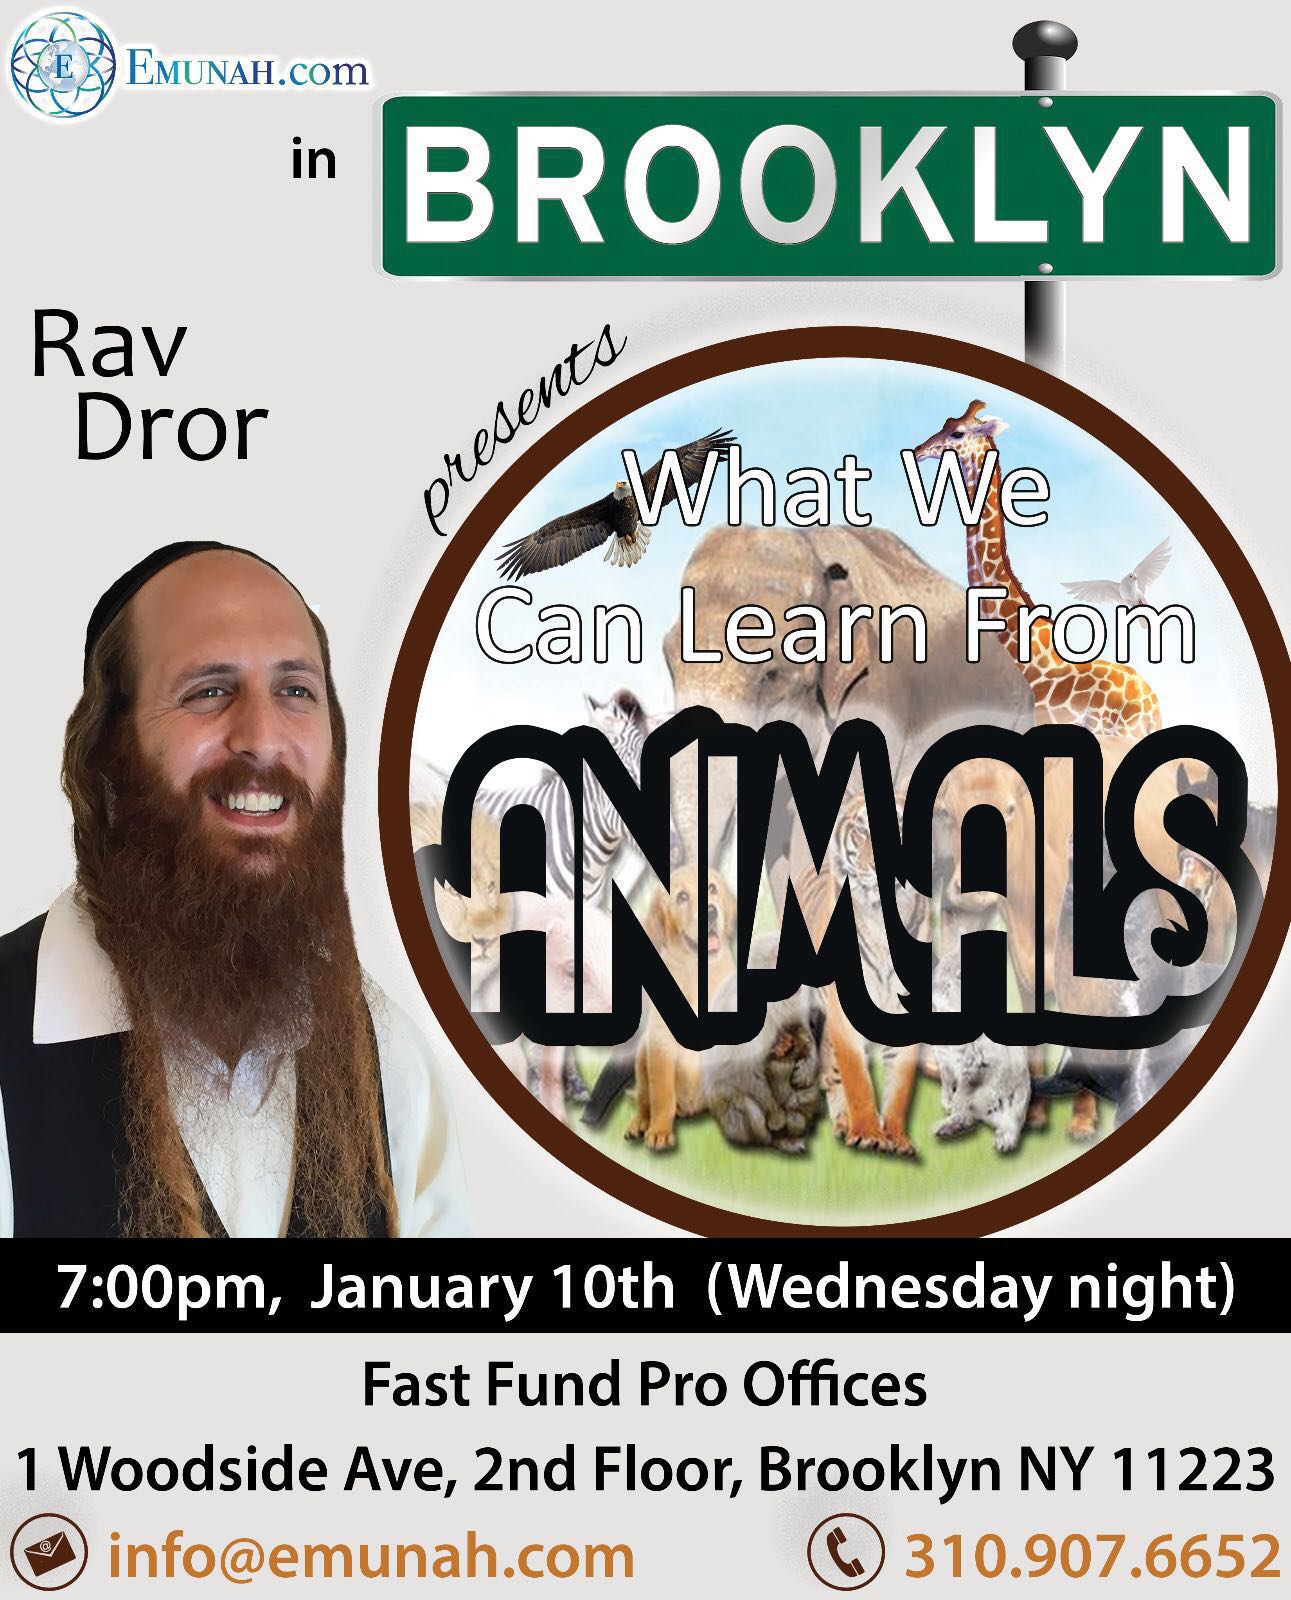 E EMUNAH.com
in BROOKLYN
Rav
Dror
presents
What We
Can Learn From
ANIMALS
7:00pm, January 10th (Wednesday night)
Fast Fund Pro Offices
1 Woodside Ave, 2nd Floor, Brooklyn NY 11223
@ info@emunah.com 310.907.6652